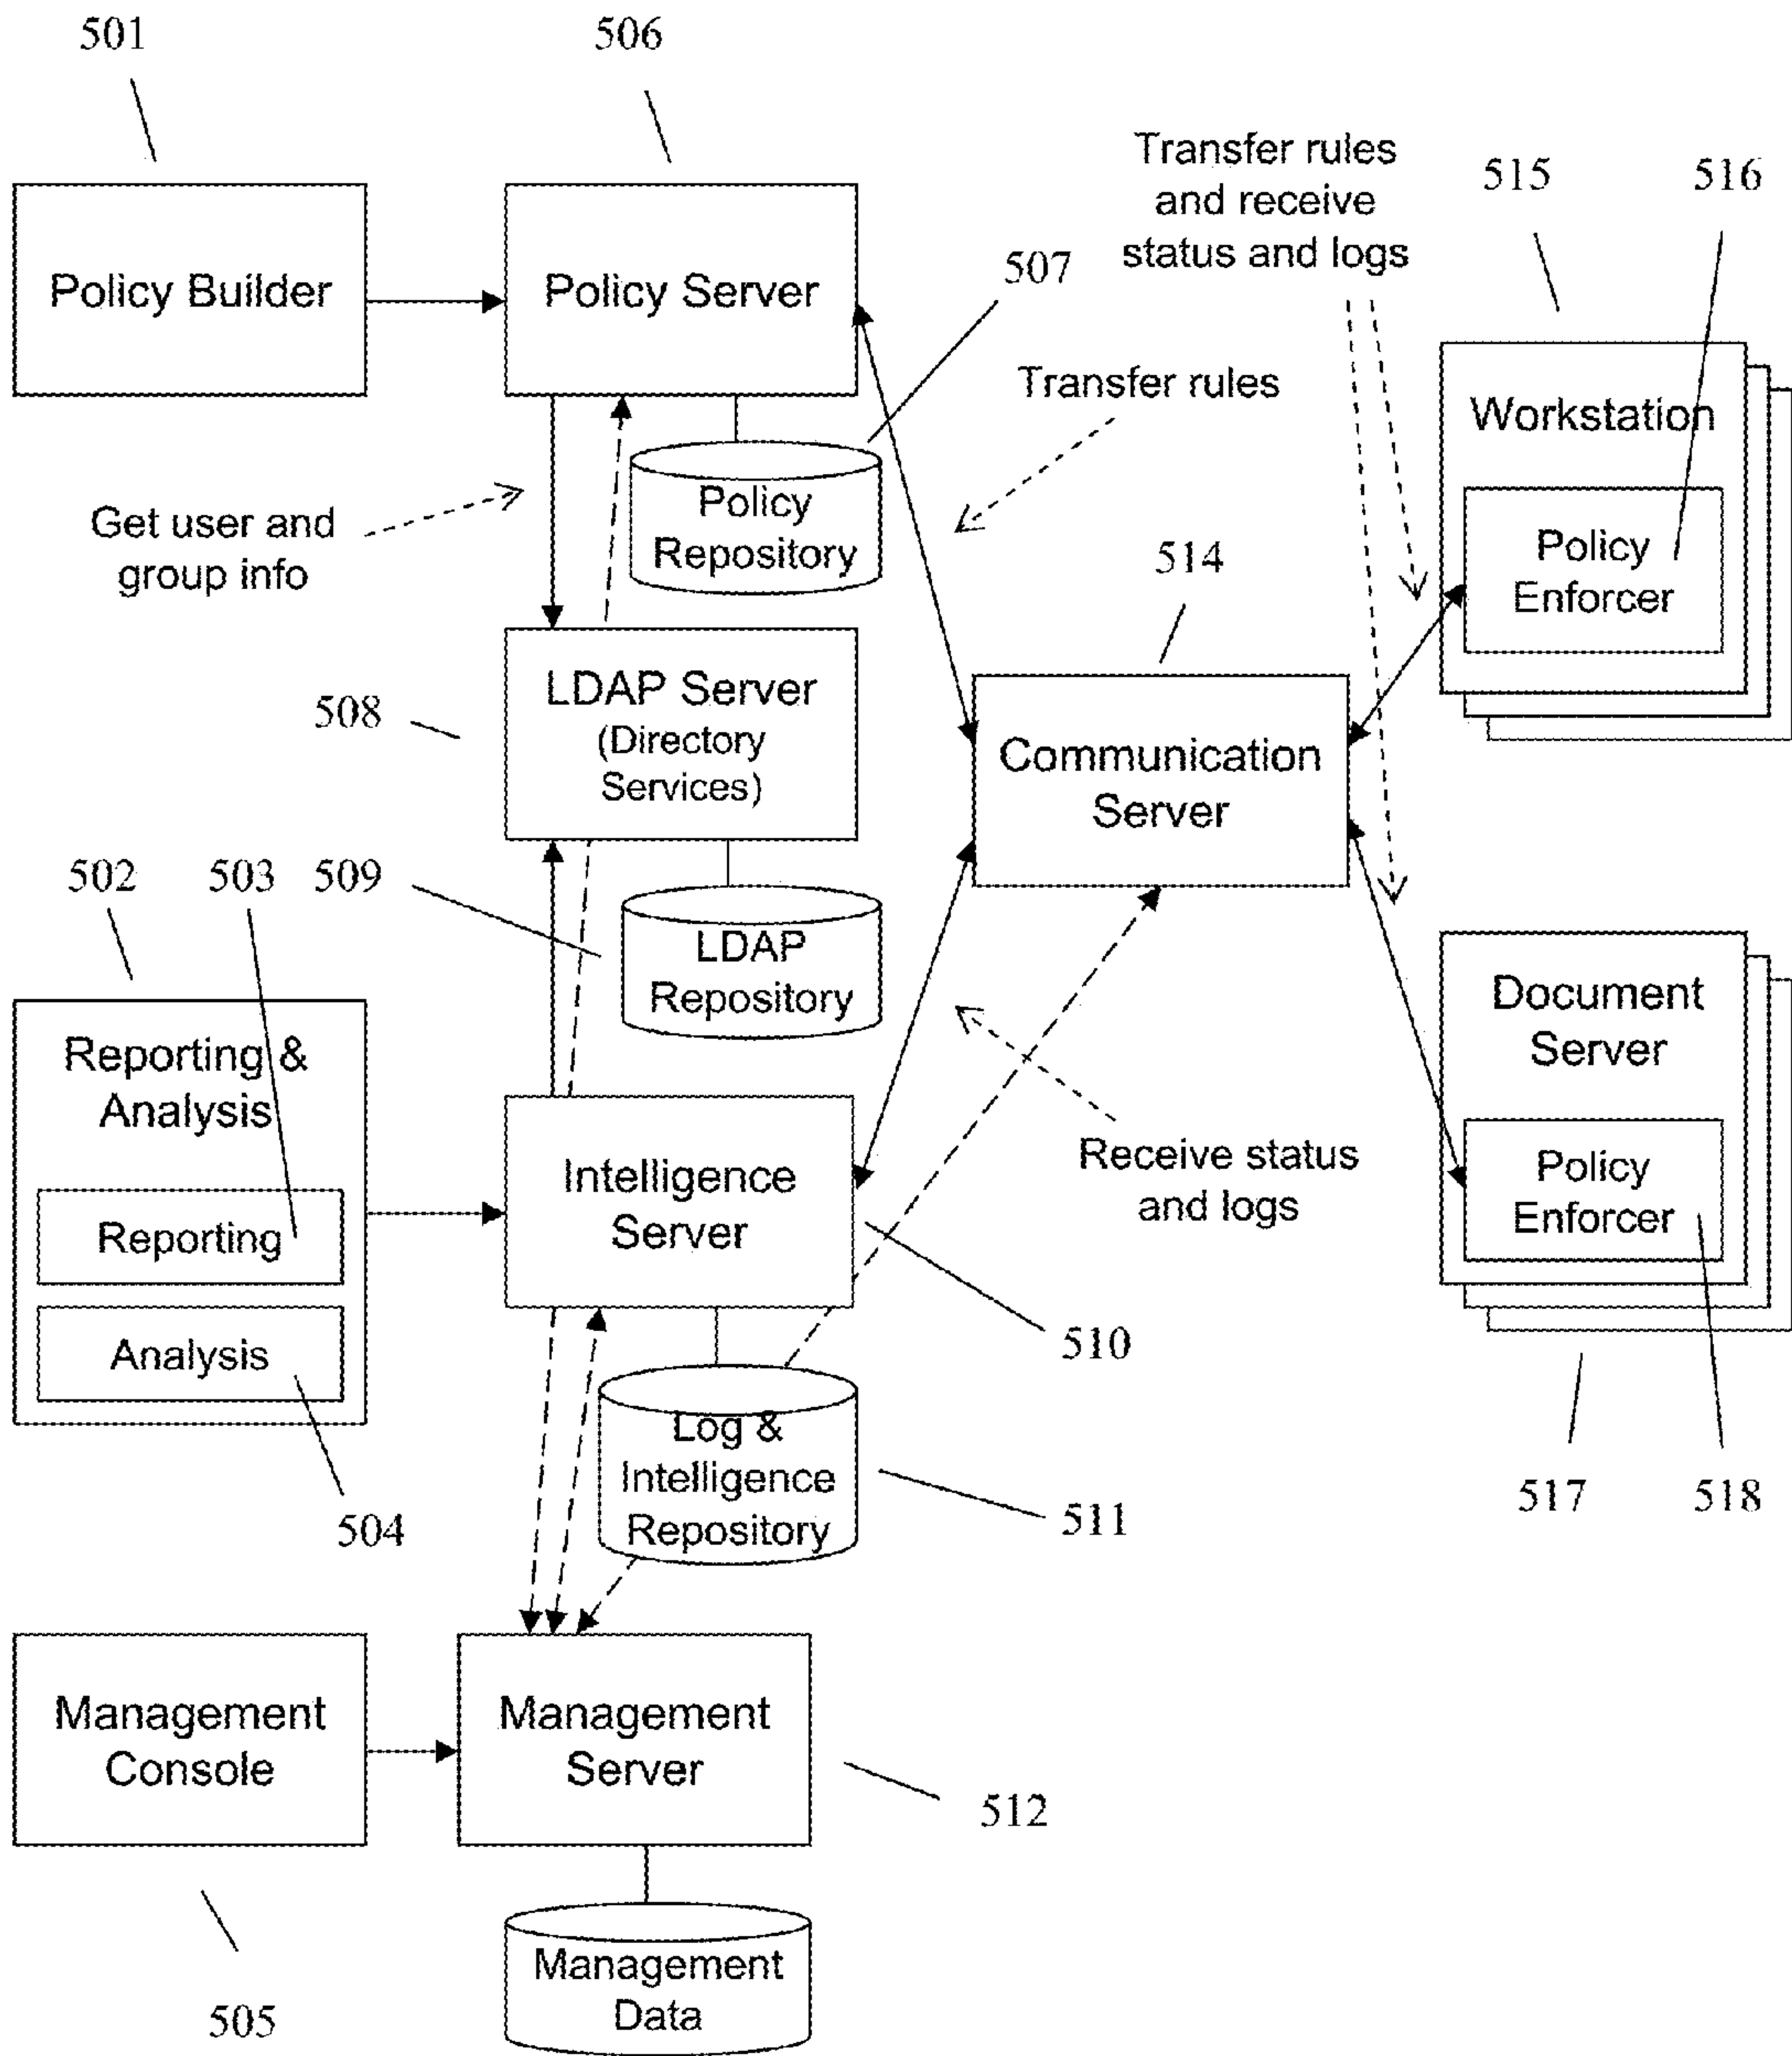 501
506
Transfer rules
and receive
status and logs
515
516
Policy Builder
Policy Server
507
Transfer rules
Workstation
Get user and
group info
Policy
Repository
514
Policy
Enforcer
508
LDAP Server
(Directory
Services)
Communication
Server
502
503
509
LDAP
Repository
Document
Server
Reporting &
Analysis
Intelligence
Server
Receive status
and logs
Policy
Enforcer
Reporting
Analysis
510
Log &
Intelligence
Repository
504
511
517
518
Management
Console
Management
Server
512
505
Management
Data